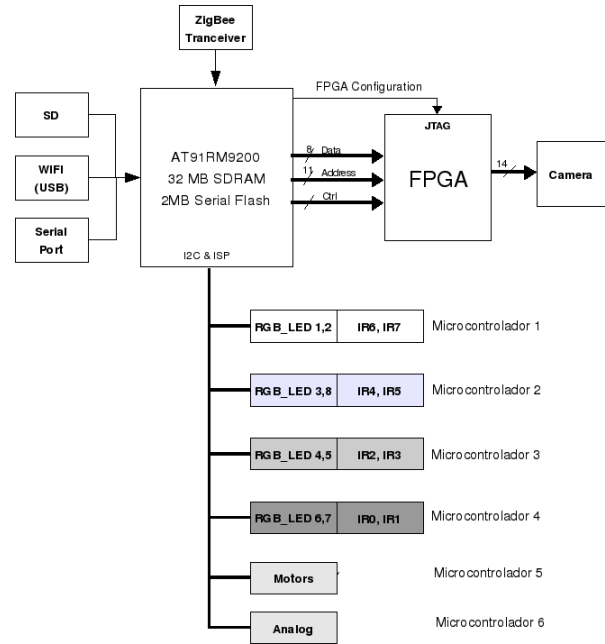 ZigBee
Tranceiver
FPGA Configuration
SD
WIFI
(USB)
Serial
Port
AT91RM9200
32 MB SDRAM
2MB Serial Flash
I2C & ISP
8 Data
11 Address
Ctrl
JTAG
FPGA
14
Camera
RGB_LED 1,2 IR6, IR7 Microcontrolador 1
RGB_LED 3,8 IR4, IR5 Microcontrolador 2
RGB_LED 4,5 IR2, IR3 Microcontrolador 3
RGB_LED 6,7 IR0, IR1 Microcontrolador 4
Motors Microcontrolador 5
Analog Microcontrolador 6